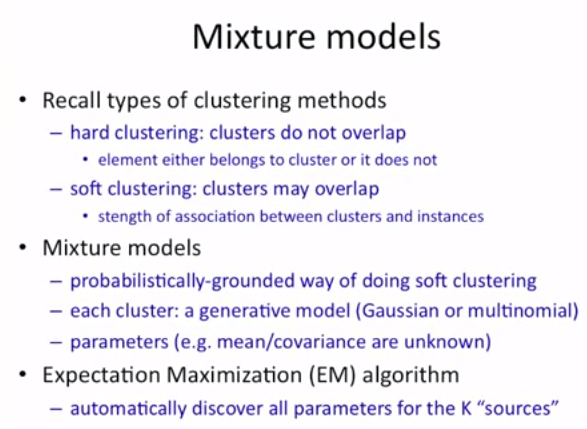 Mixture models
• Recall types of clustering methods
– hard clustering: clusters do not overlap
• element either belongs to cluster or it does not
– soft clustering: clusters may overlap
• stength of association between clusters and instances
• Mixture models
– probabilistically-grounded way of doing soft clustering
– each cluster: a generative model (Gaussian or multinomial)
– parameters (e.g. mean/covariance are unknown)
• Expectation Maximization (EM) algorithm
– automatically discover all parameters for the K “sources”